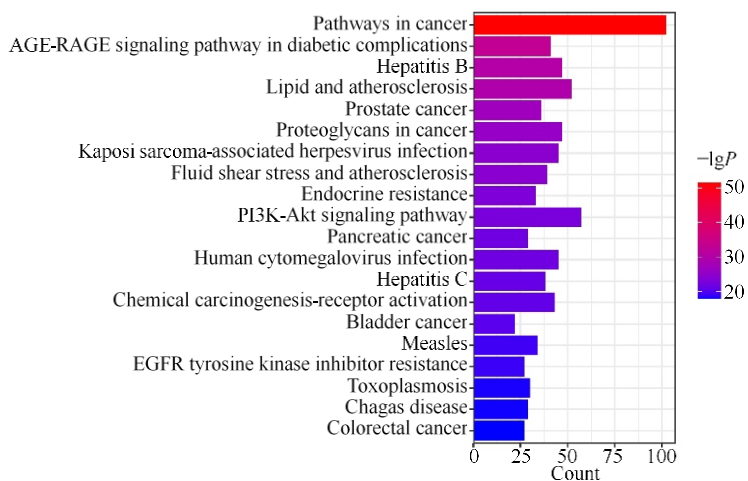 Pathways in cancer
AGE-RAGE signaling pathway in diabetic complications
Hepatitis B
Lipid and atherosclerosis
Prostate cancer
Proteoglycans in cancer
Kaposi sarcoma-associated herpesvirus infection
Fluid shear stress and atherosclerosis
Endocrine resistance
PI3K-Akt signaling pathway
Pancreatic cancer
Human cytomegalovirus infection
Hepatitis C
Chemical carcinogenesis-receptor activation
Bladder cancer
Measles
EGFR tyrosine kinase inhibitor resistance
Toxoplasmosis
Chagas disease
Colorectal cancer
0 25 50 75 100
Count
−lgP
50
40
30
20